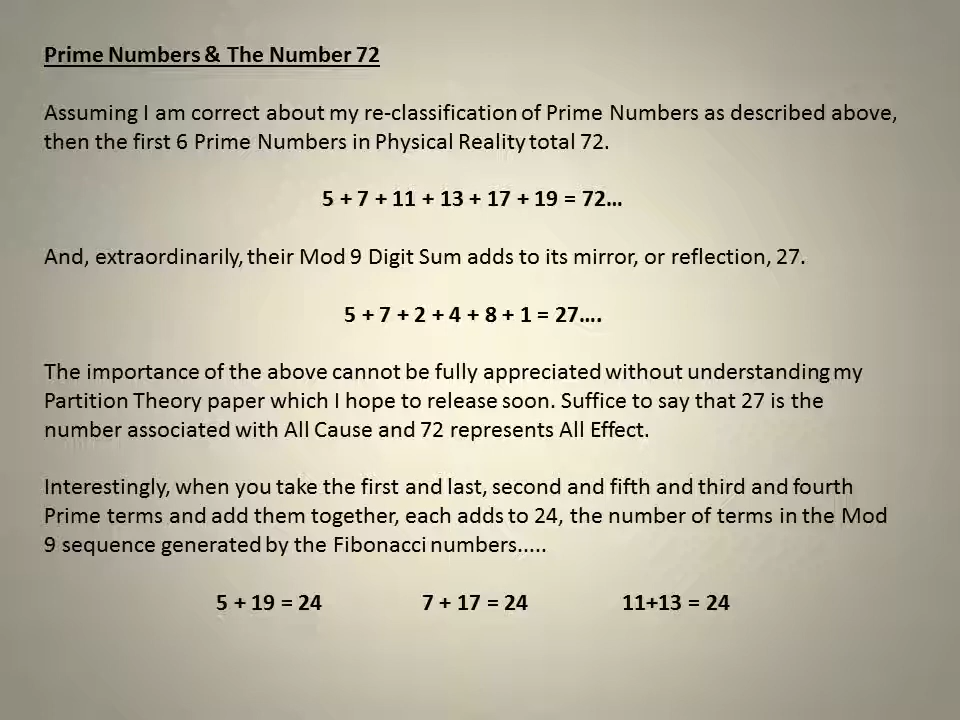 Prime Numbers & The Number 72
Assuming I am correct about my re-classification of Prime Numbers as described above,
then the first 6 Prime Numbers in Physical Reality total 72.
5 + 7 + 11 + 13 + 17 + 19 = 72…
And, extraordinarily, their Mod 9 Digit Sum adds to its mirror, or reflection, 27.
5 + 7 + 2 + 4 + 8 + 1 = 27….
The importance of the above cannot be fully appreciated without understanding my
Partition Theory paper which I hope to release soon. Suffice to say that 27 is the
number associated with All Cause and 72 represents All Effect.
Interestingly, when you take the first and last, second and fifth and third and fourth
Prime terms and add them together, each adds to 24, the number of terms in the Mod
9 sequence generated by the Fibonacci numbers.....
5 + 19 = 24 7 + 17 = 24 11+13 = 24